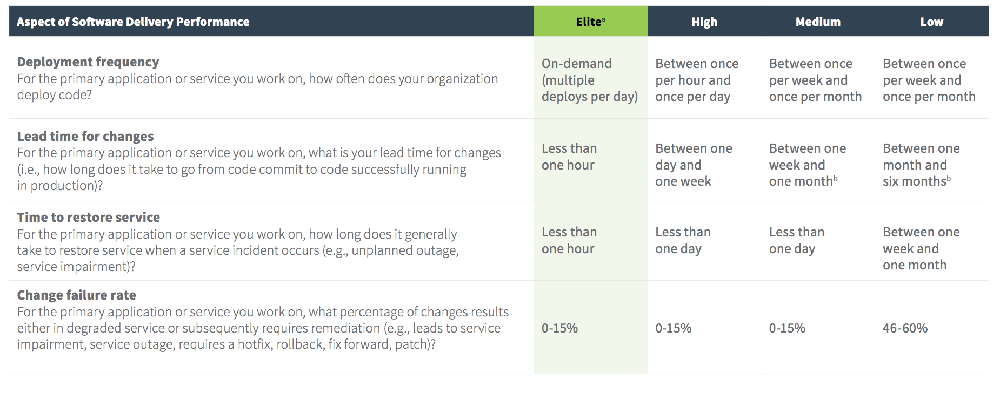 Aspect of Software Delivery Performance Eliteª High Medium Low
Deployment frequency
For the primary application or service you work on, how often does your organization
deploy code?
On-demand
(multiple
deploys per day)
Between once
per hour and
once per day
Between once
per week and
once per month
Between once
per week and
once per month
Lead time for changes
For the primary application or service you work on, what is your lead time for changes
(i.e., how long does it take to go from code commit to code successfully running
in production)?
Less than
one hour
Between one
day and
one week
Between one
week and
one monthᵇ
Between one
month and
six monthsᵇ
Time to restore service
For the primary application or service you work on, how long does it generally
take to restore service when a service incident occurs (e.g., unplanned outage,
service impairment)?
Less than
one hour
Less than
one day
Less than
one day
Between one
week and
one month
Change failure rate
For the primary application or service you work on, what percentage of changes results
either in degraded service or subsequently requires remediation (e.g., leads to service
impairment, service outage, requires a hotfix, rollback, fix forward, patch)?
0-15%
0-15%
0-15%
46-60%